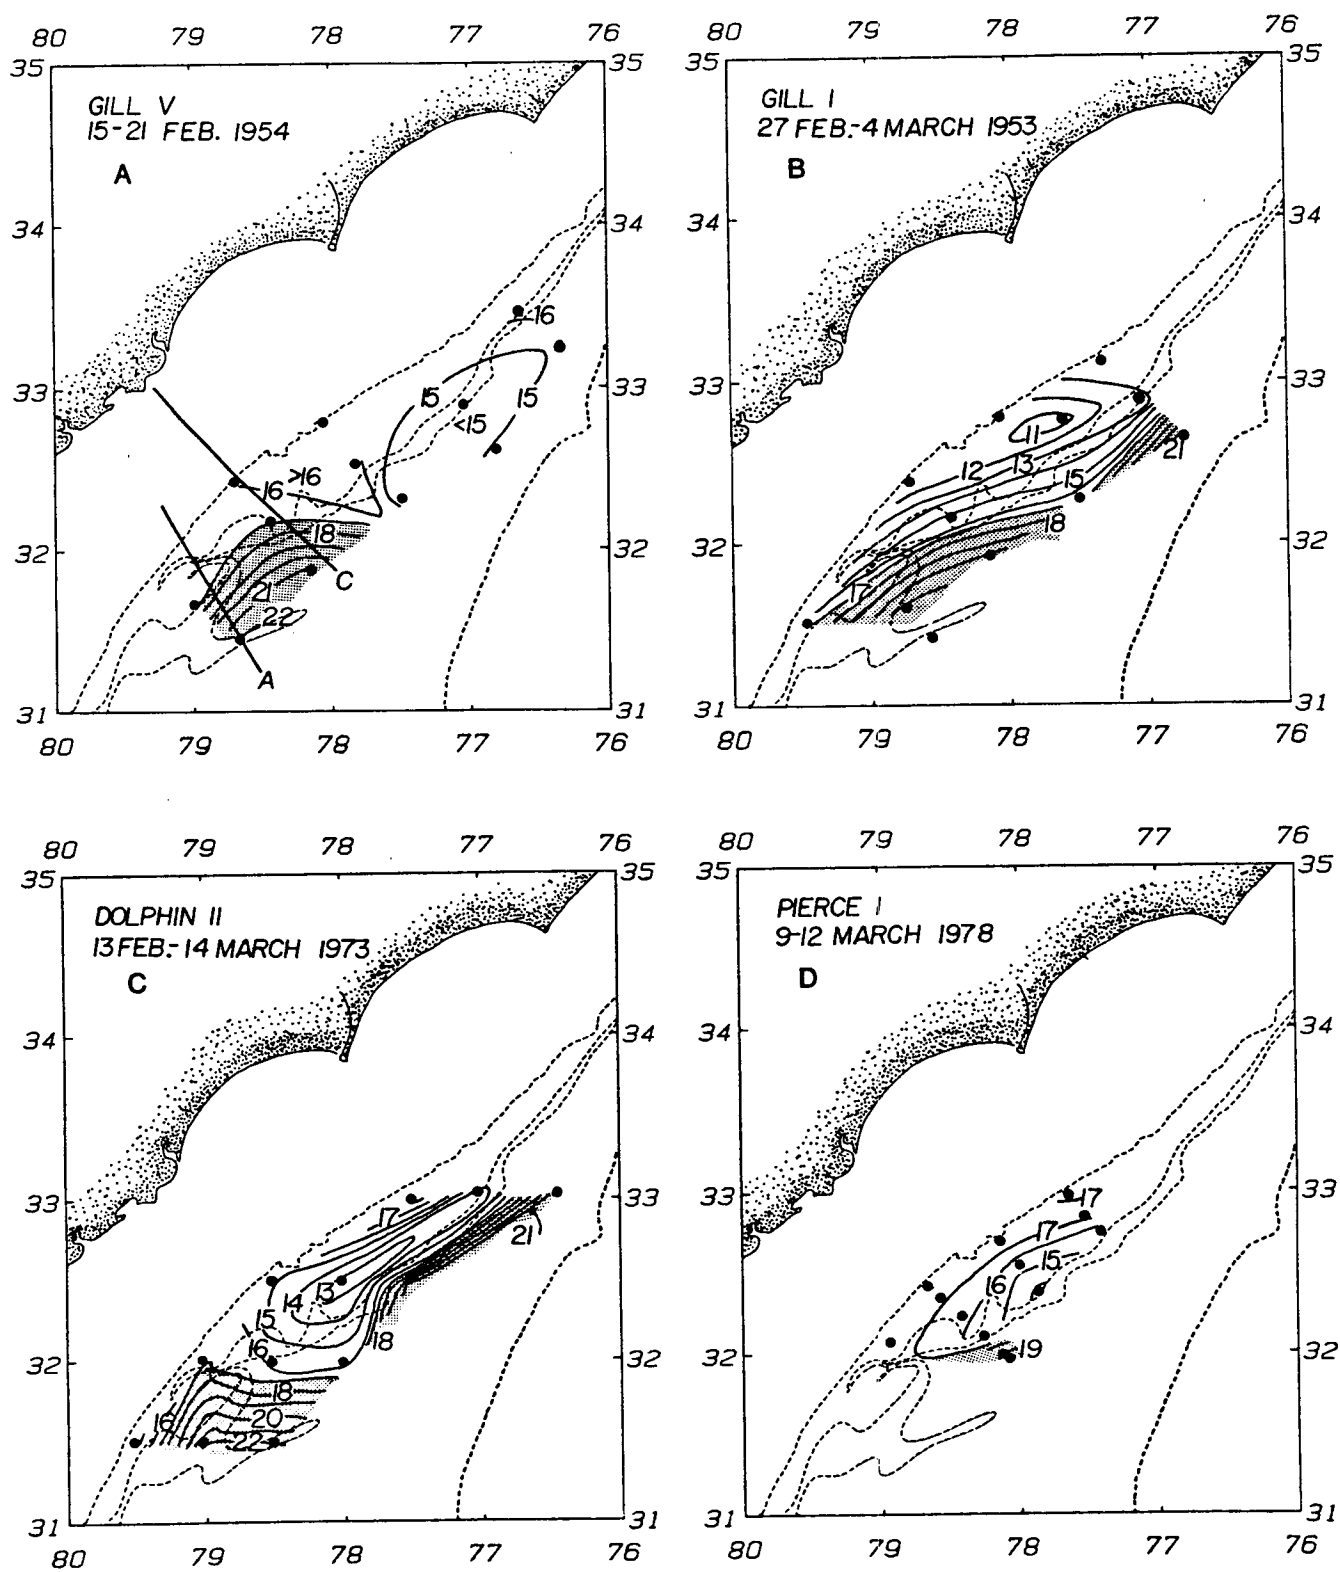 80 79 78 77 76
35 35
GILL V
15-21 FEB. 1954
A
34 34
16
33 33
15 15
<15
>16
16
18
32 32
C
21
22
A
31 31
80 79 78 77 76
80 79 78 77 76
35 35
GILL I
27 FEB.-4 MARCH 1953
B
34 34
33 33
11
12 13 15 21
18
32 32
17
31 31
80 79 78 77 76
80 79 78 77 76
35 35
DOLPHIN II
13 FEB.-14 MARCH 1973
C
34 34
33 33
17
21
13
14
15
16 18
32 32
18
16 20
22
31 31
80 79 78 77 76
80 79 78 77 76
35 35
PIERCE I
9-12 MARCH 1978
D
34 34
33 33
17
17
15
16
19
32 32
31 31
80 79 78 77 76